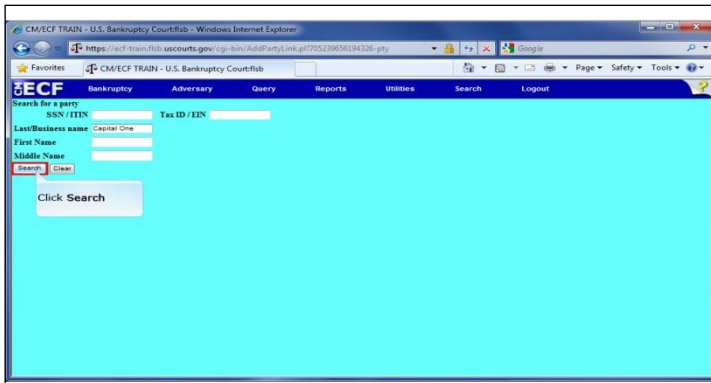 CM/ECF TRAIN - U.S. Bankruptcy Court:flsb - Windows Internet Explorer
https://ecf-train.flsb.uscourts.gov/cgi-bin/AddPartyLink.pl?705239656194326-pty
Google
Favorites CM/ECF TRAIN - U.S. Bankruptcy Court:flsb Page Safety Tools
ECF Bankruptcy Adversary Query Reports Utilities Search Logout ?
Search for a party
SSN / ITIN Tax ID / EIN
Last/Business name Capital One
First Name
Middle Name
Search Clear
Click Search